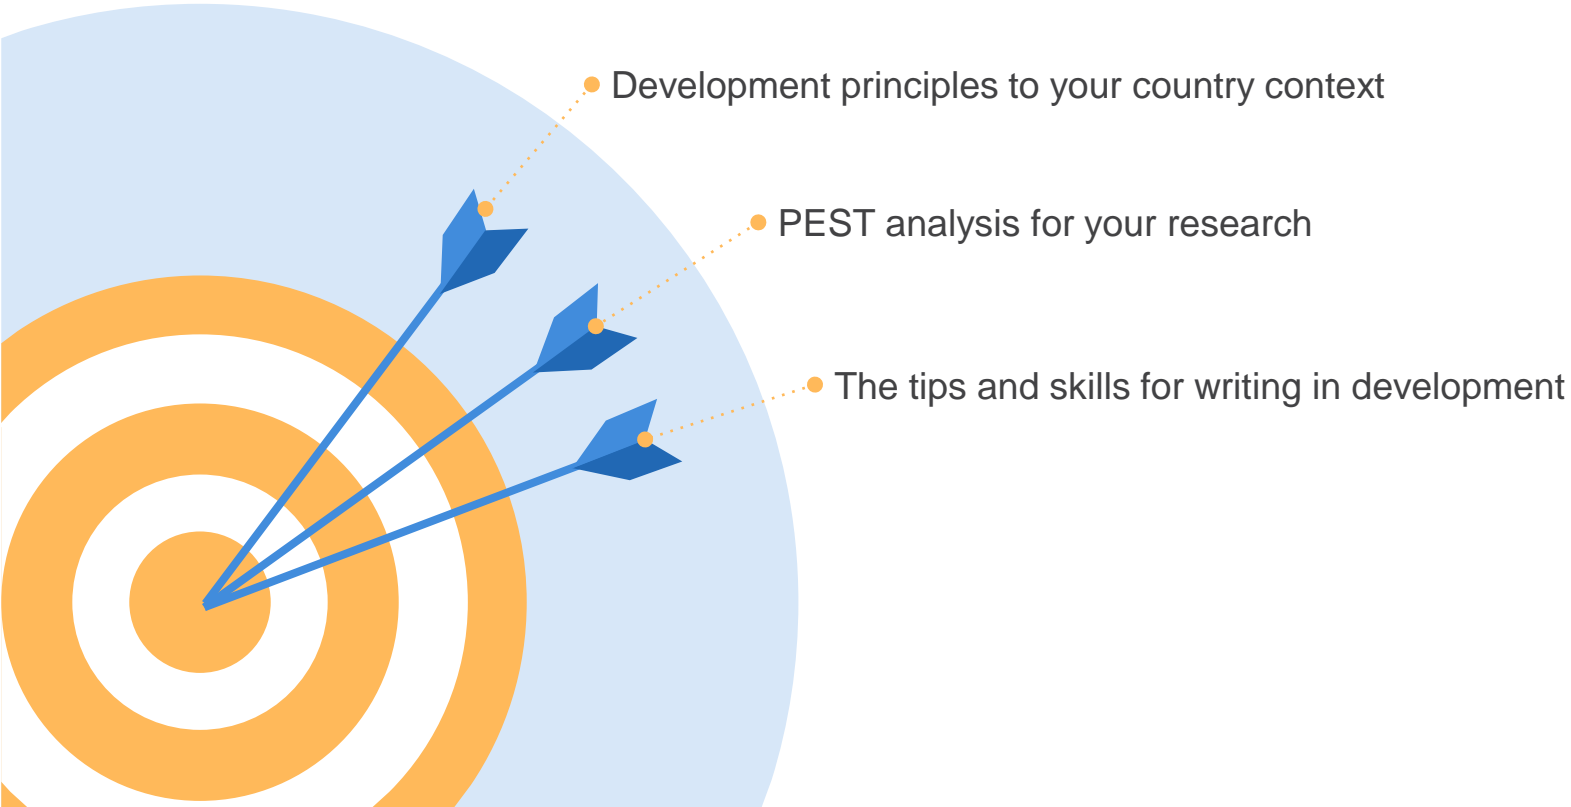 Development principles to your country context
PEST analysis for your research
The tips and skills for writing in development